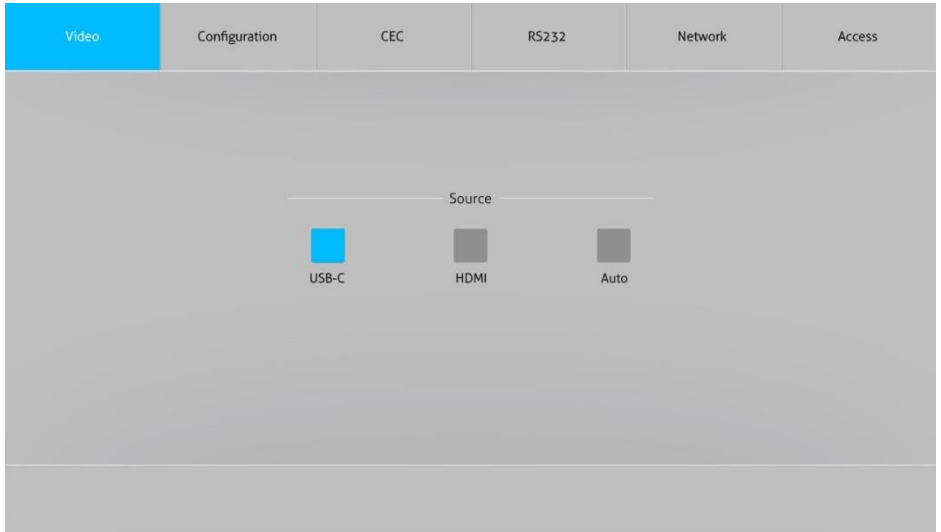 Video Configuration CEC RS232 Network Access
Source
USB-C HDMI Auto